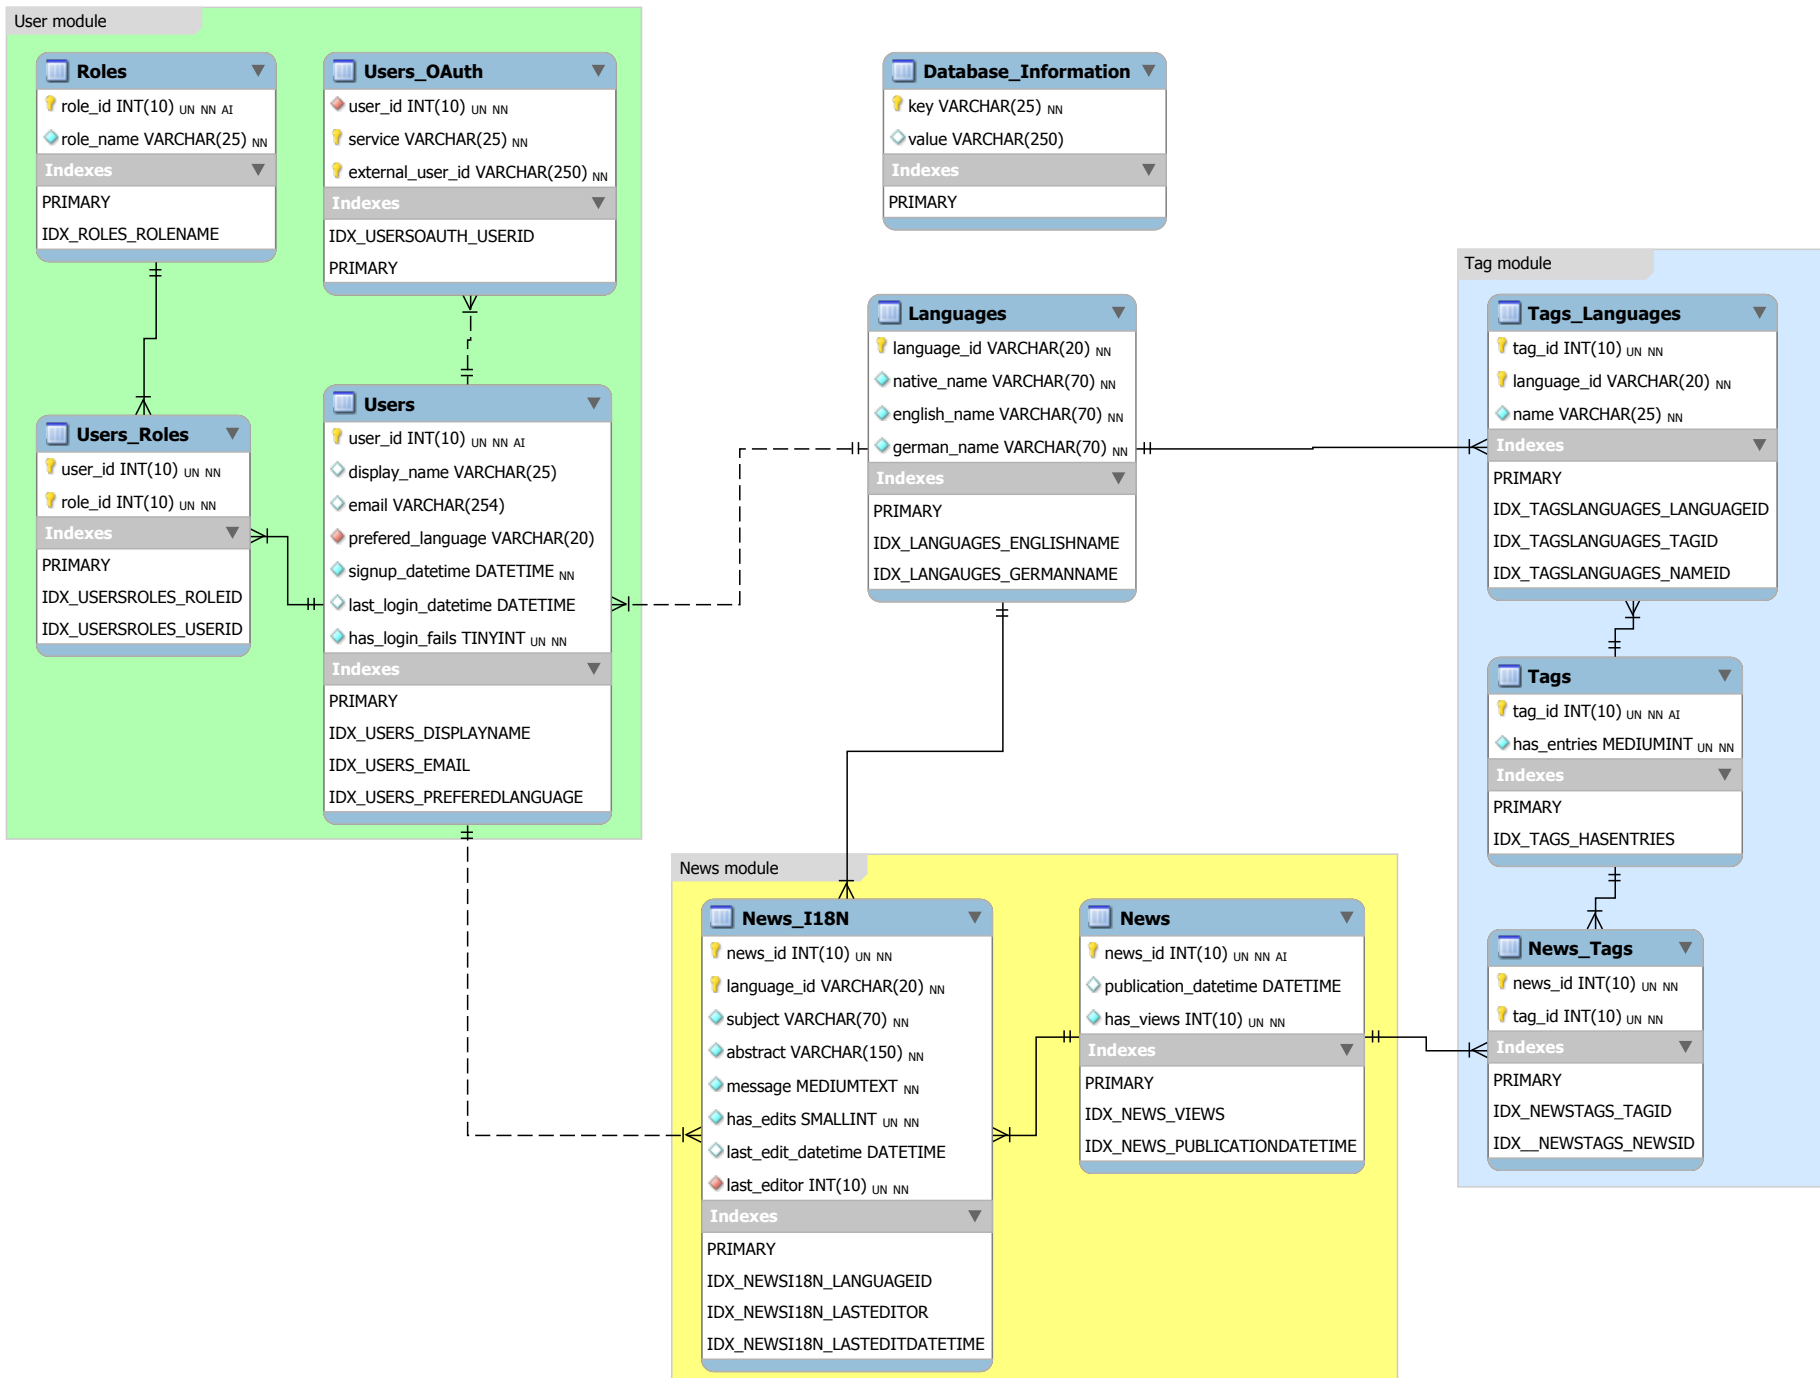 User module
Roles
role_id INT(10) UN NN AI
role_name VARCHAR(25) NN
Indexes
PRIMARY
IDX_ROLES_ROLENAME
Users_OAuth
user_id INT(10) UN NN
service VARCHAR(25) NN
external_user_id VARCHAR(250) NN
Indexes
IDX_USERSOAUTH_USERID
PRIMARY
Users_Roles
user_id INT(10) UN NN
role_id INT(10) UN NN
Indexes
PRIMARY
IDX_USERSROLES_ROLEID
IDX_USERSROLES_USERID
Users
user_id INT(10) UN NN AI
display_name VARCHAR(25)
email VARCHAR(254)
prefered_language VARCHAR(20)
signup_datetime DATETIME NN
last_login_datetime DATETIME
has_login_fails TINYINT UN NN
Indexes
PRIMARY
IDX_USERS_DISPLAYNAME
IDX_USERS_EMAIL
IDX_USERS_PREFEREDLANGUAGE
Database_Information
key VARCHAR(25) NN
value VARCHAR(250)
Indexes
PRIMARY
Languages
language_id VARCHAR(20) NN
native_name VARCHAR(70) NN
english_name VARCHAR(70) NN
german_name VARCHAR(70) NN
Indexes
PRIMARY
IDX_LANGUAGES_ENGLISHNAME
IDX_LANGAUGES_GERMANNAME
Tag module
Tags_Languages
tag_id INT(10) UN NN
language_id VARCHAR(20) NN
name VARCHAR(25) NN
Indexes
PRIMARY
IDX_TAGSLANGUAGES_LANGUAGEID
IDX_TAGSLANGUAGES_TAGID
IDX_TAGSLANGUAGES_NAMEID
Tags
tag_id INT(10) UN NN AI
has_entries MEDIUMINT UN NN
Indexes
PRIMARY
IDX_TAGS_HASENTRIES
News_Tags
news_id INT(10) UN NN
tag_id INT(10) UN NN
Indexes
PRIMARY
IDX_NEWSTAGS_TAGID
IDX__NEWSTAGS_NEWSID
News module
News_I18N
news_id INT(10) UN NN
language_id VARCHAR(20) NN
subject VARCHAR(70) NN
abstract VARCHAR(150) NN
message MEDIUMTEXT NN
has_edits SMALLINT UN NN
last_edit_datetime DATETIME
last_editor INT(10) UN NN
Indexes
PRIMARY
IDX_NEWSI18N_LANGUAGEID
IDX_NEWSI18N_LASTEDITOR
IDX_NEWSI18N_LASTEDITDATETIME
News
news_id INT(10) UN NN AI
publication_datetime DATETIME
has_views INT(10) UN NN
Indexes
PRIMARY
IDX_NEWS_VIEWS
IDX_NEWS_PUBLICATIONDATETIME